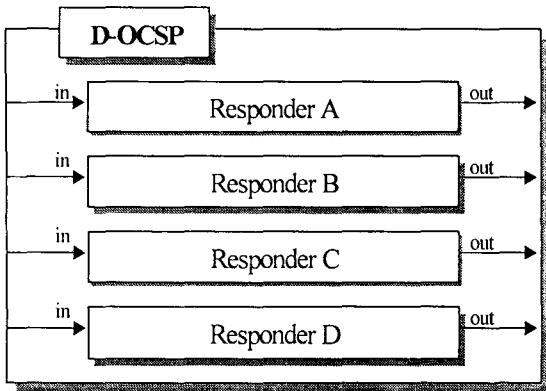 D-OCSP
in Responder A out
in Responder B out
in Responder C out
in Responder D out